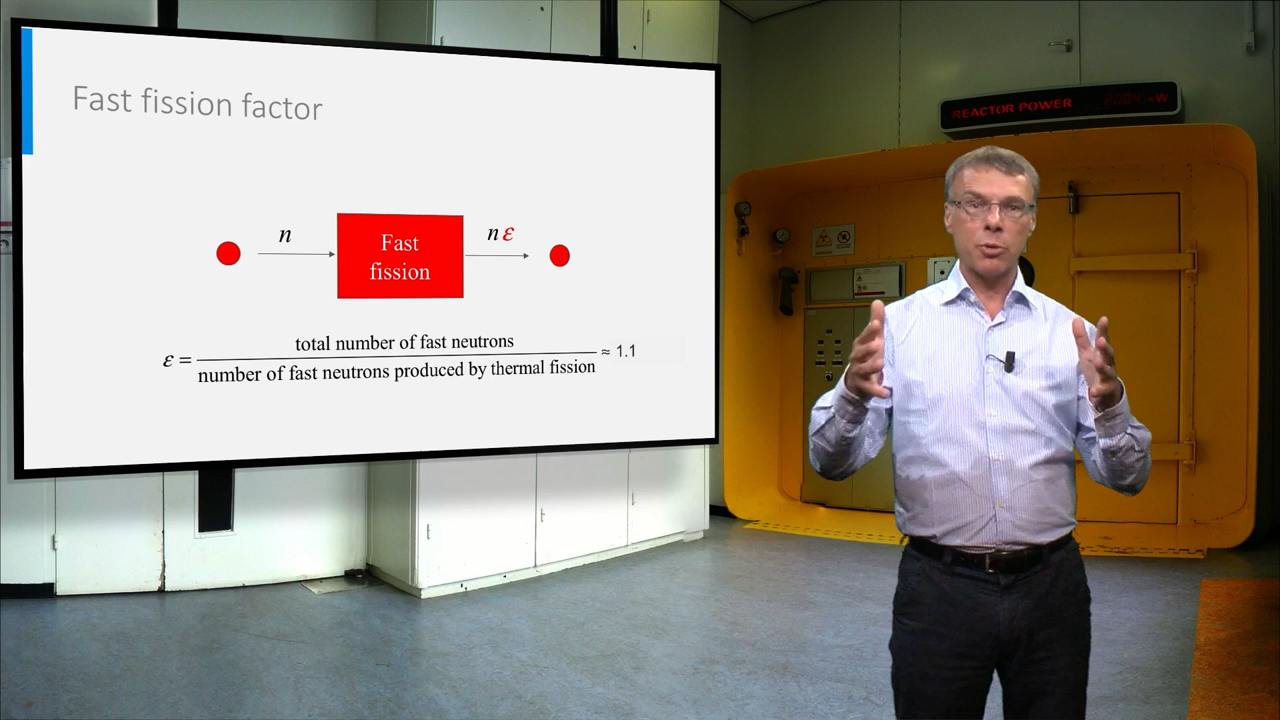 Fast fission factor
n
Fast
fission
n ε
ε = total number of fast neutrons / number of fast neutrons produced by thermal fission ≈ 1.1
REACTOR POWER